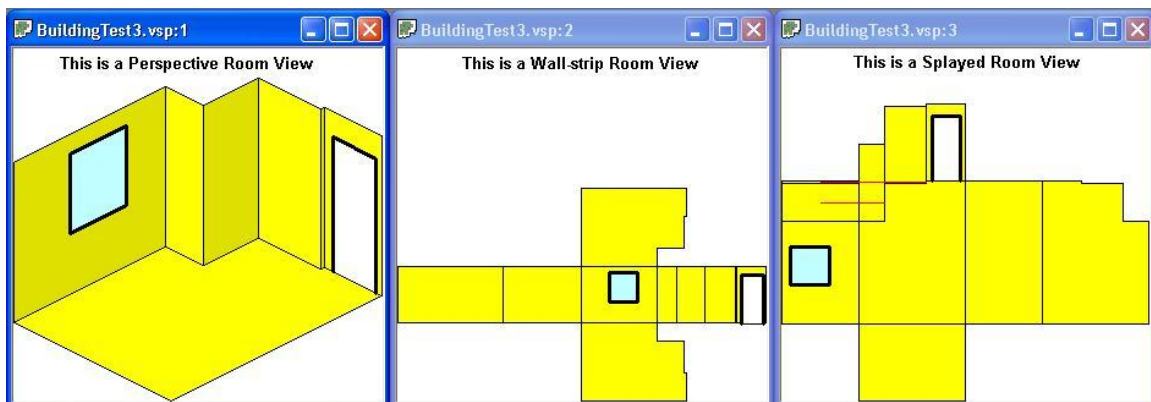 BuildingTest3.vsp:1
This is a Perspective Room View
BuildingTest3.vsp:2
This is a Wall-strip Room View
BuildingTest3.vsp:3
This is a Splayed Room View